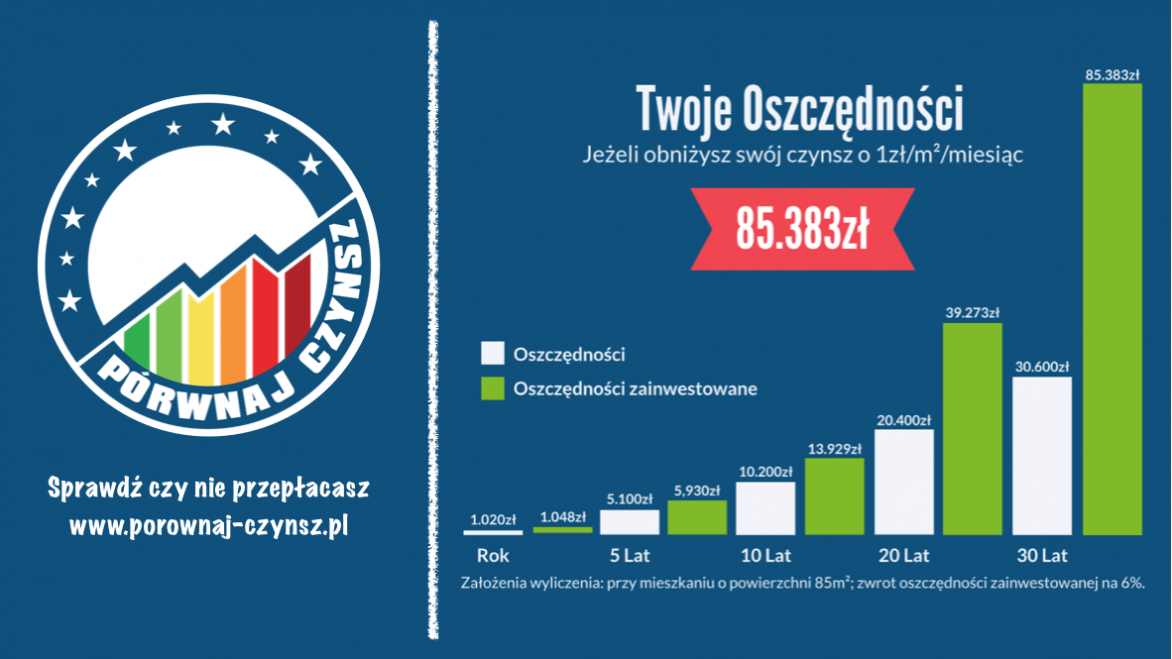 PORÓWNAJ CZYNSZ
Sprawdź czy nie przepłacasz
www.porownaj-czynsz.pl
Twoje Oszczędności
Jeżeli obniżysz swój czynsz o 1zł/m²/miesiąc
85.383zł
Oszczędności
Oszczędności zainwestowane
1.020zł
1.048zł
5.100zł
5,930zł
10.200zł
13.929zł
20.400zł
39.273zł
30.600zł
85.383zł
Rok
5 Lat
10 Lat
20 Lat
30 Lat
Założenia wyliczenia: przy mieszkaniu o powierzchni 85m²; zwrot oszczędności zainwestowanej na 6%.